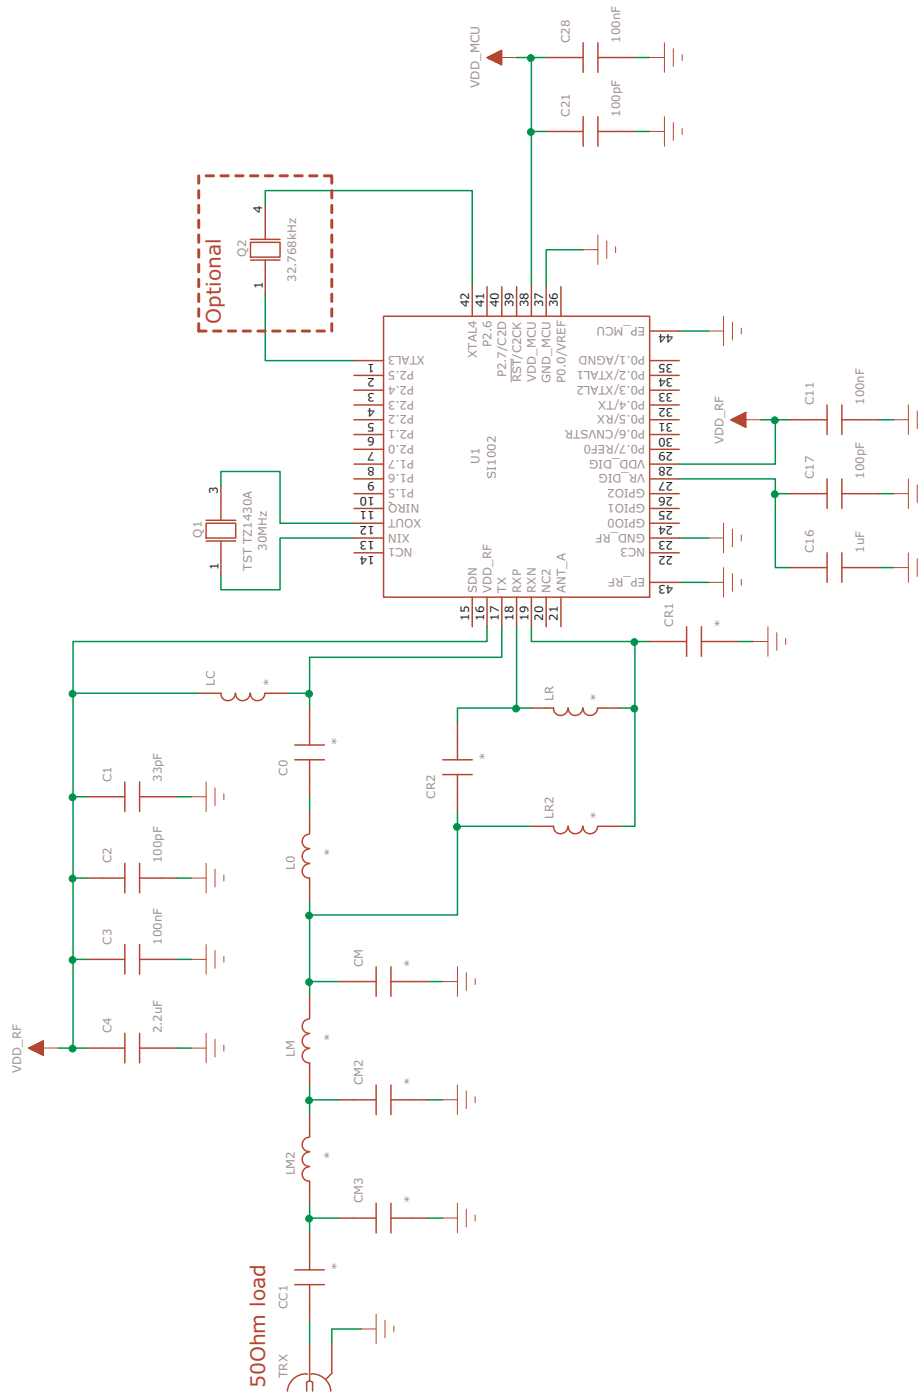 VDD_MCU
C28
100nF
C21
100pF
Optional
4
Q2
32.768kHz
1
42
41
40
39
38
37
36
XTAL4
P2.6
P2.7/C2D
RST/C2CK
VDD_MCU
GND_MCU
P0.0/VREF
44
EP_MCU
XTAL3
P2.5
P2.4
P2.3
P2.2
P2.1
P2.0
P1.7
P1.6
P1.5
NIRQ
XOUT
XIN
NC1
1
2
3
4
5
6
7
8
9
10
11
12
13
14
U1
SI1002
P0.1/AGND
P0.2/XTAL1
P0.3/XTAL2
P0.4/TX
P0.5/RX
P0.6/CNVSTR
P0.7/REF0
VDD_DIG
VR_DIG
GPIO2
GPIO1
GPIO0
GND_RF
NC3
35
34
33
32
31
30
29
28
27
26
25
24
23
22
EP_RF
43
VDD_RF
C11
100nF
C17
100pF
C16
1uF
3
Q1
TST TZ1430A
30MHz
1
SDN
VDD_RF
TX
RXP
RXN
NC2
ANT_A
15
16
17
18
19
20
21
CR1
*
LC
*
C0
*
L0
*
CR2
*
LR
*
LR2
*
C1
33pF
C2
100pF
C3
100nF
C4
2.2uF
VDD_RF
CM
*
LM
*
CM2
*
LM2
*
CM3
*
CC1
*
50Ohm load
TRX